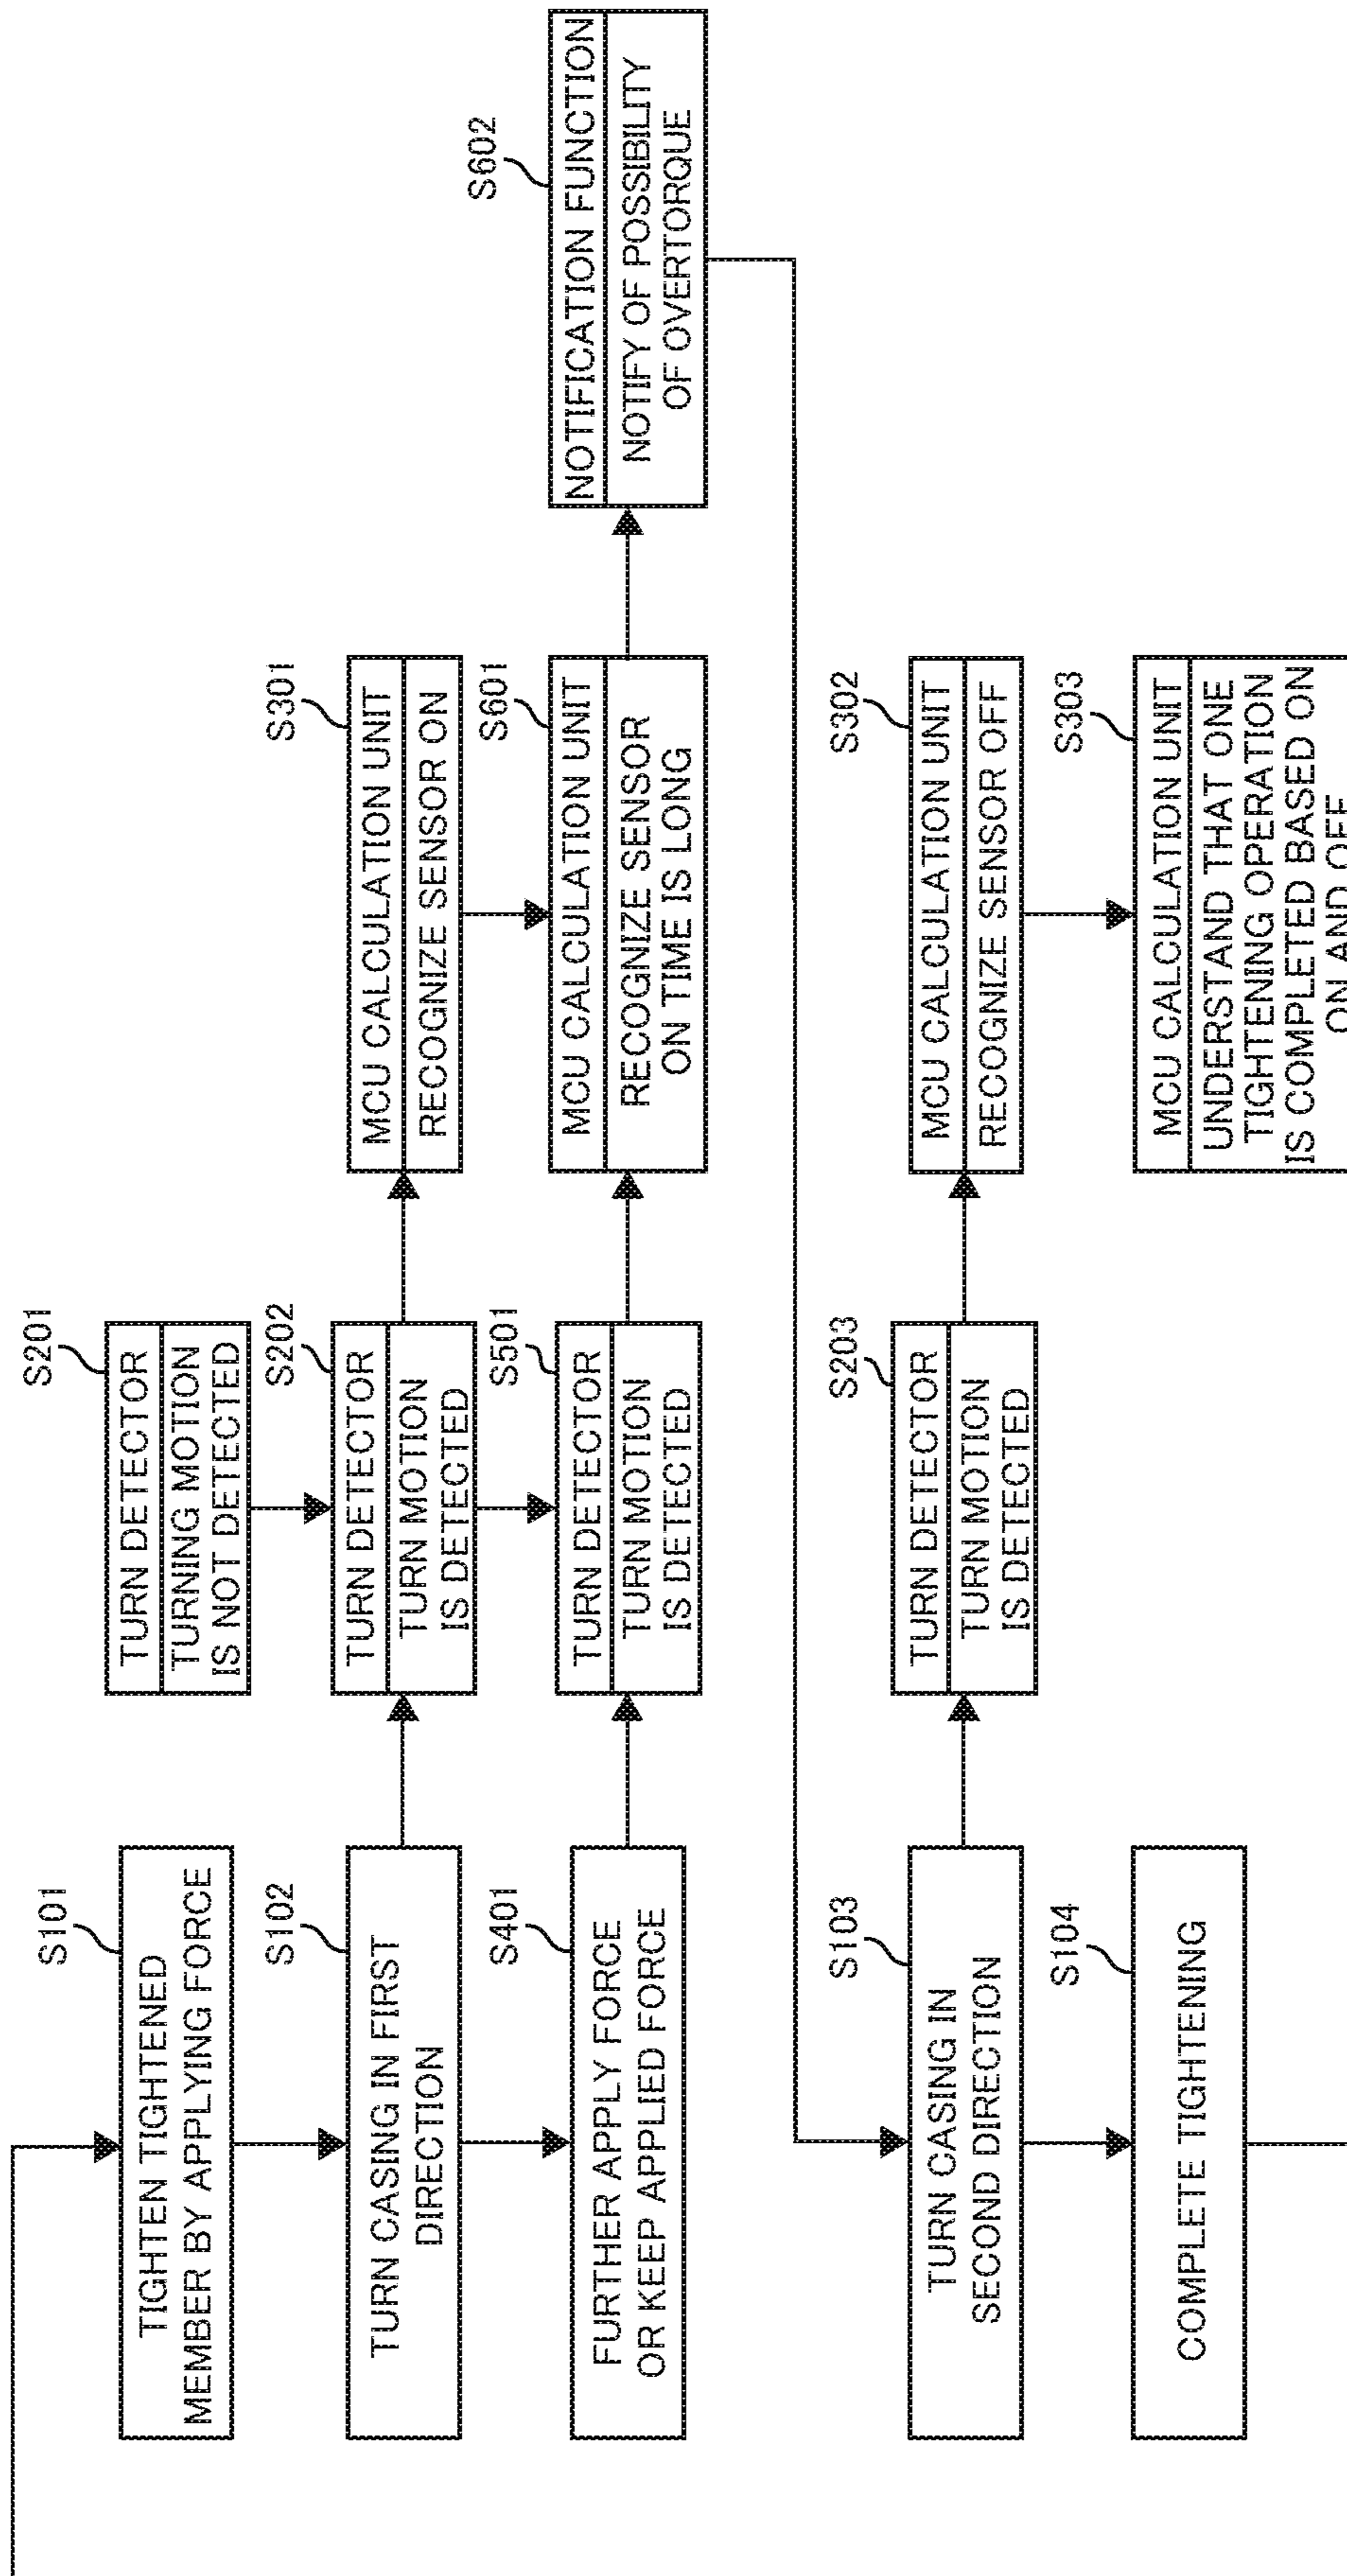 S101
TIGHTEN TIGHTENED
MEMBER BY APPLYING FORCE
S201
TURN DETECTOR
TURNING MOTION
IS NOT DETECTED
S102
TURN CASING IN FIRST
DIRECTION
S202
TURN DETECTOR
TURN MOTION
IS DETECTED
S301
MCU CALCULATION UNIT
RECOGNIZE SENSOR ON
S401
FURTHER APPLY FORCE
OR KEEP APPLIED FORCE
S501
TURN DETECTOR
TURN MOTION
IS DETECTED
S601
MCU CALCULATION UNIT
RECOGNIZE SENSOR
ON TIME IS LONG
S602
NOTIFICATION FUNCTION
NOTIFY OF POSSIBILITY
OF OVERTORQUE
S103
TURN CASING IN
SECOND DIRECTION
S203
TURN DETECTOR
TURN MOTION
IS DETECTED
S302
MCU CALCULATION UNIT
RECOGNIZE SENSOR OFF
S104
COMPLETE TIGHTENING
S303
MCU CALCULATION UNIT
UNDERSTAND THAT ONE
TIGHTENING OPERATION
IS COMPLETED BASED ON
ON AND OFF